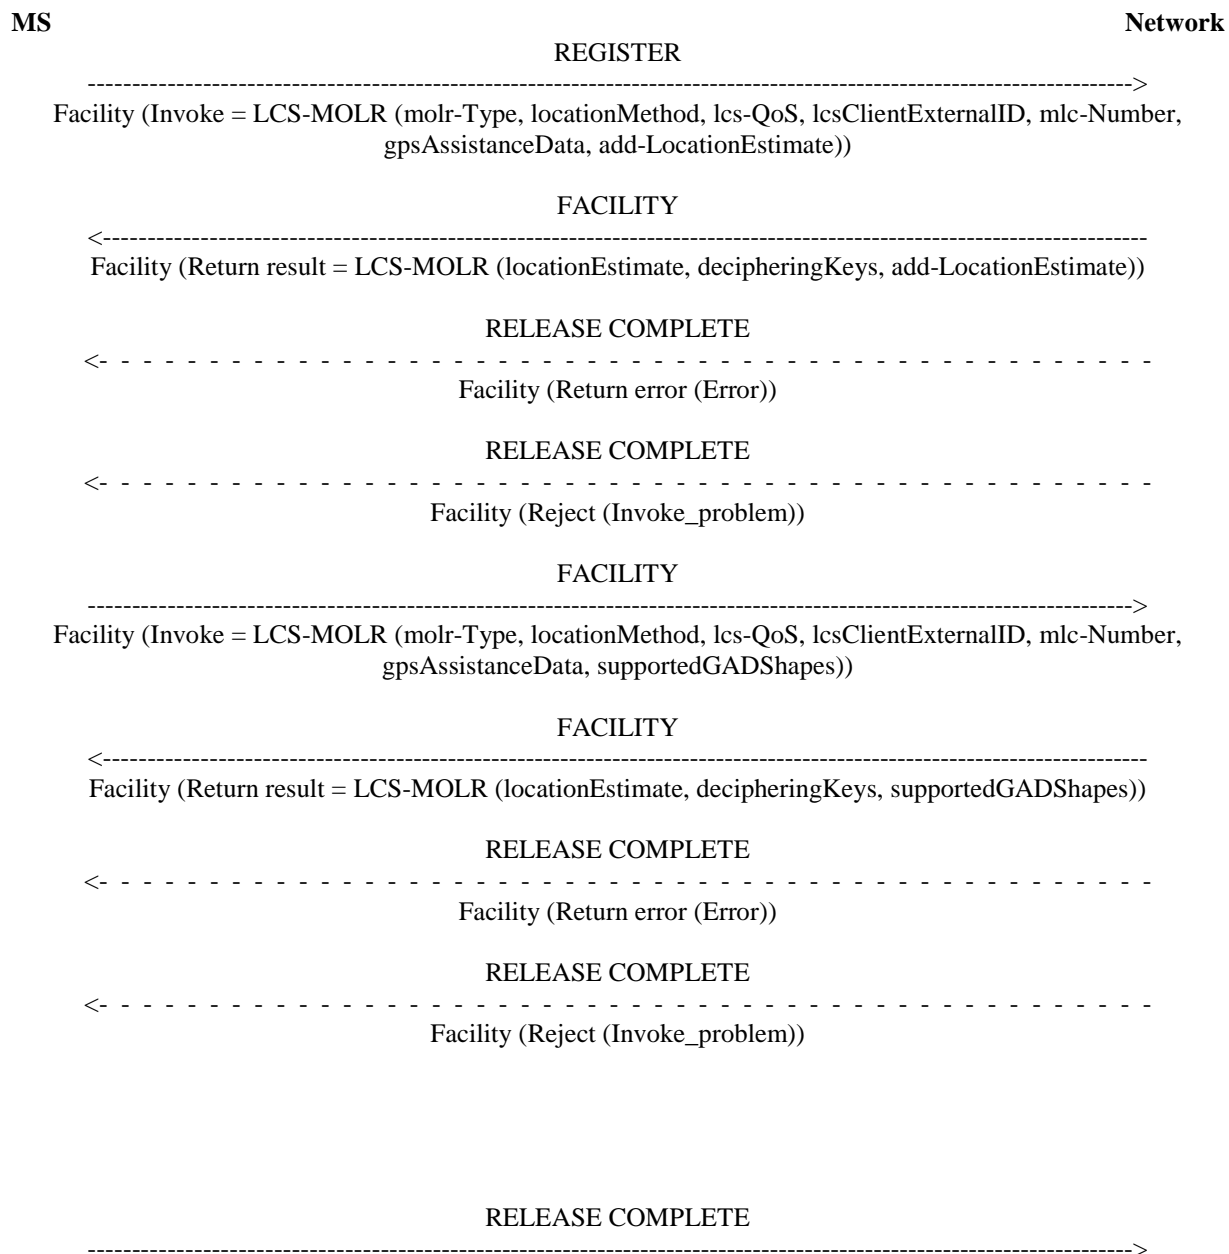 MS Network
REGISTER
-------------------------------------------------------------------------------------------------------------------->
Facility (Invoke = LCS-MOLR (molr-Type, locationMethod, lcs-QoS, lcsClientExternalID, mlc-Number,
gpsAssistanceData, add-LocationEstimate))
FACILITY
<--------------------------------------------------------------------------------------------------------------------
Facility (Return result = LCS-MOLR (locationEstimate, decipheringKeys, add-LocationEstimate))
RELEASE COMPLETE
<- - - - - - - - - - - - - - - - - - - - - - - - - - - - - - - - - - - - - - - - - - - - - - - -
Facility (Return error (Error))
RELEASE COMPLETE
<- - - - - - - - - - - - - - - - - - - - - - - - - - - - - - - - - - - - - - - - - - - - - - - -
Facility (Reject (Invoke_problem))
FACILITY
-------------------------------------------------------------------------------------------------------------------->
Facility (Invoke = LCS-MOLR (molr-Type, locationMethod, lcs-QoS, lcsClientExternalID, mlc-Number,
gpsAssistanceData, supportedGADShapes))
FACILITY
<--------------------------------------------------------------------------------------------------------------------
Facility (Return result = LCS-MOLR (locationEstimate, decipheringKeys, supportedGADShapes))
RELEASE COMPLETE
<- - - - - - - - - - - - - - - - - - - - - - - - - - - - - - - - - - - - - - - - - - - - - - - -
Facility (Return error (Error))
RELEASE COMPLETE
<- - - - - - - - - - - - - - - - - - - - - - - - - - - - - - - - - - - - - - - - - - - - - - - -
Facility (Reject (Invoke_problem))
RELEASE COMPLETE
-------------------------------------------------------------------------------------------------------------------->